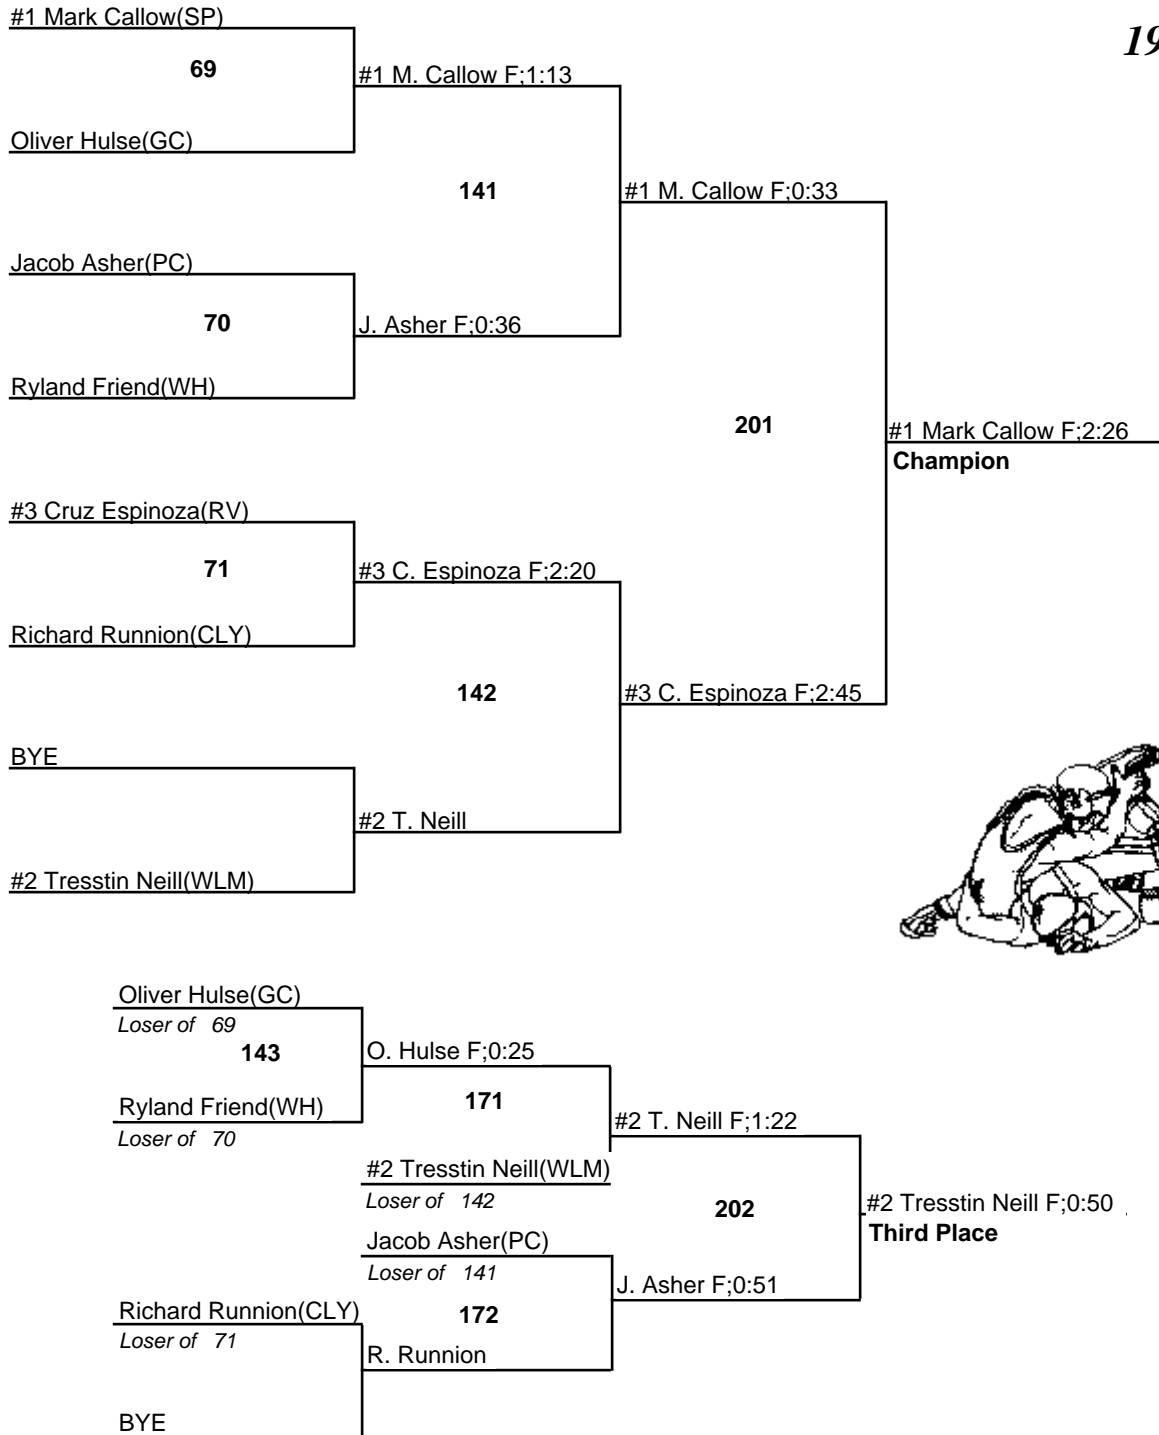 #1 Mark Callow(SP)
19
69
#1 M. Callow F;1:13
Oliver Hulse(GC)
141
#1 M. Callow F;0:33
Jacob Asher(PC)
70
J. Asher F;0:36
Ryland Friend(WH)
201
#1 Mark Callow F;2:26
Champion
#3 Cruz Espinoza(RV)
71
#3 C. Espinoza F;2:20
Richard Runnion(CLY)
142
#3 C. Espinoza F;2:45
BYE
#2 T. Neill
#2 Tresstin Neill(WLM)
Oliver Hulse(GC)
Loser of 69
143
O. Hulse F;0:25
Ryland Friend(WH)
Loser of 70
171
#2 T. Neill F;1:22
#2 Tresstin Neill(WLM)
Loser of 142
202
#2 Tresstin Neill F;0:50
Third Place
Jacob Asher(PC)
Loser of 141
J. Asher F;0:51
Richard Runnion(CLY)
Loser of 71
172
R. Runnion
BYE